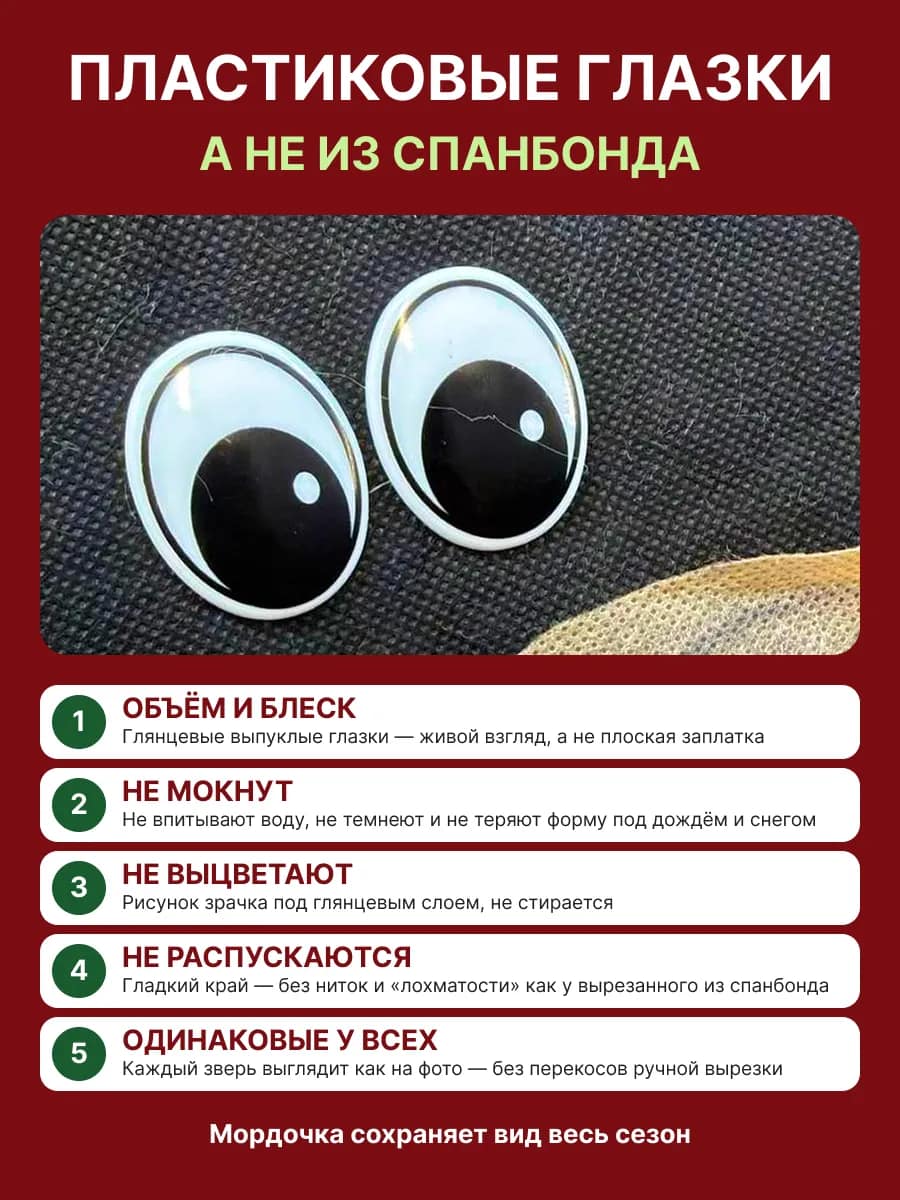 ПЛАСТИКОВЫЕ ГЛАЗКИ
А НЕ ИЗ СПАНБОНДА
1
ОБЪЁМ И БЛЕСК
Глянцевые выпуклые глазки — живой взгляд, а не плоская заплатка
2
НЕ МОКНУТ
Не впитывают воду, не темнеют и не теряют форму под дождём и снегом
3
НЕ ВЫЦВЕТАЮТ
Рисунок зрачка под глянцевым слоем, не стирается
4
НЕ РАСПУСКАЮТСЯ
Гладкий край — без ниток и «лохматости» как у вырезанного из спанбонда
5
ОДИНАКОВЫЕ У ВСЕХ
Каждый зверь выглядит как на фото — без перекосов ручной вырезки
Мордочка сохраняет вид весь сезон